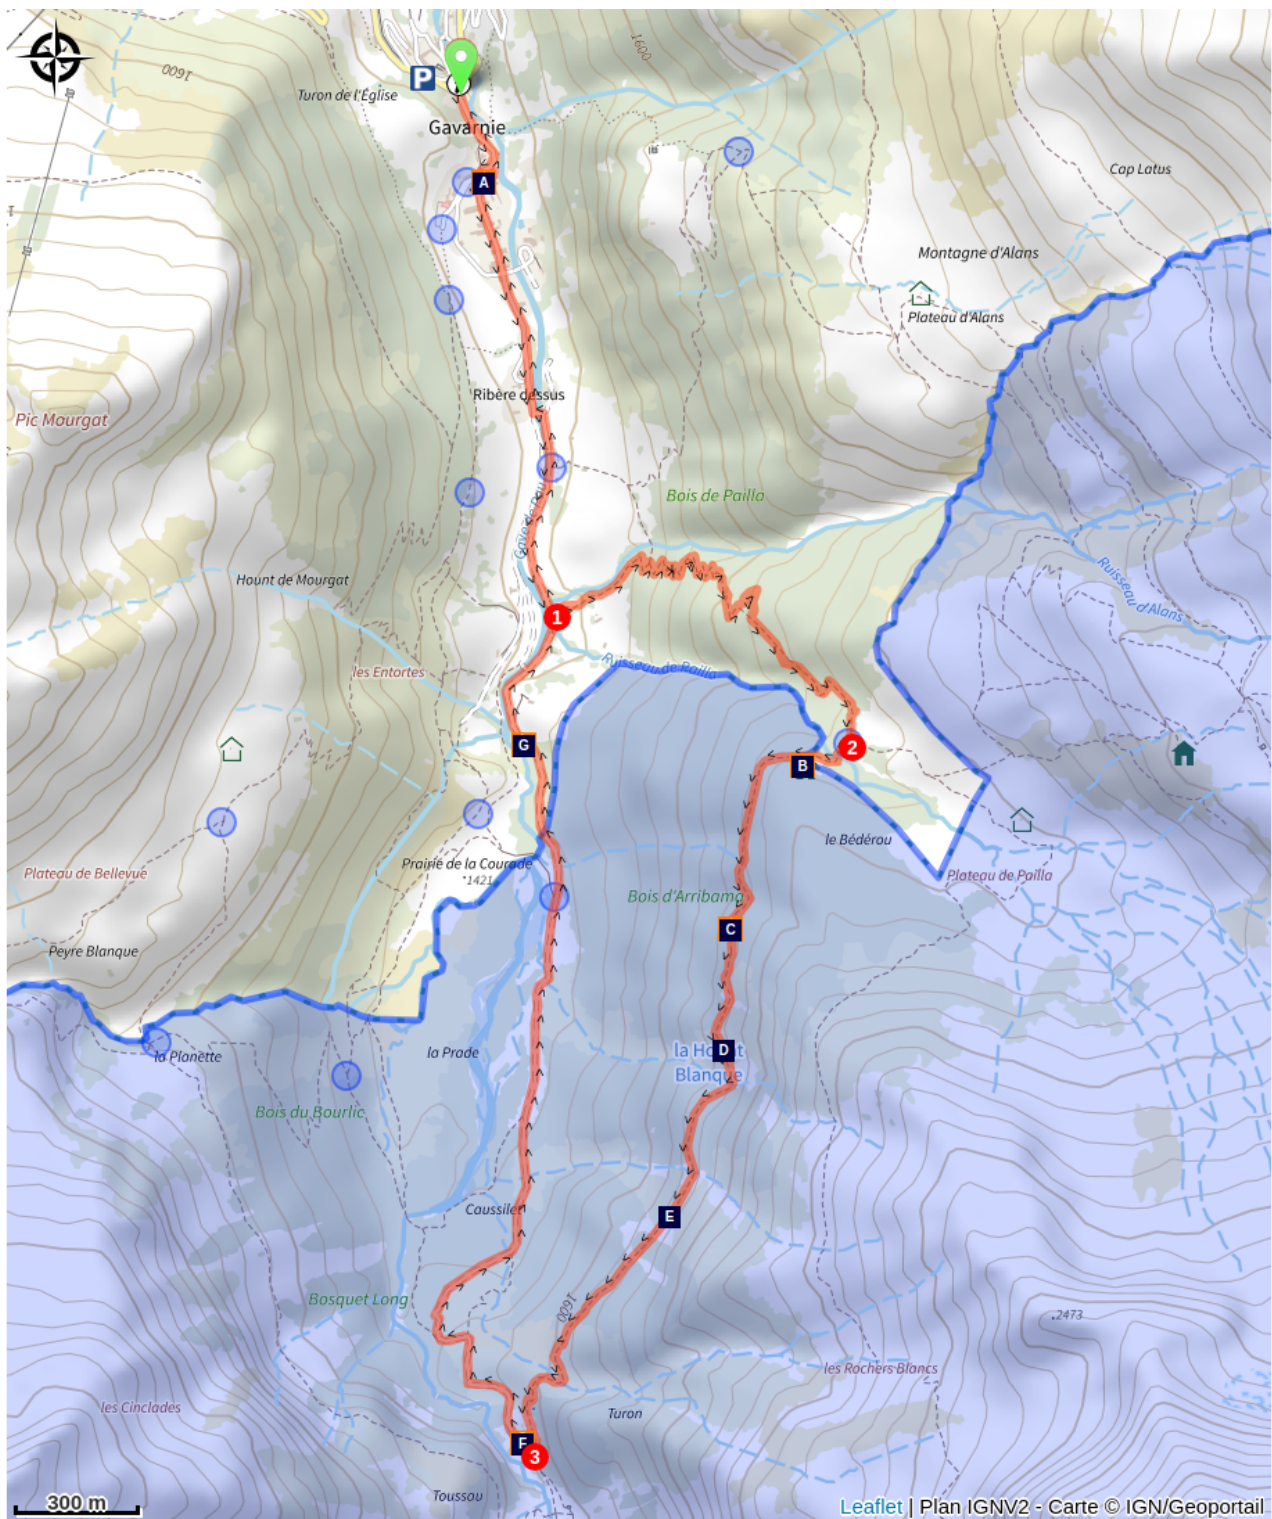 1600
1600
P
Turon de l'Église
Gavarnie
Cap Latus
A
Montagne d'Alans
Plateau d'Alans
Ribère dessus
Pic Mourgat
Bois de Pailla
Hount de Mourgat
Ruisseau d'Alans
1
les Entortes
Ruisseau de Pailla
G
2
B
le Bédérou
Prairie de la Courade
1421
Plateau de Bellevue
Plateau de Pailla
Bois d'Arribama
C
Peyre Blanque
la Planette
la Prade
D
la Hount
Blanque
Bois du Bourlic
Caussilet
E
Bosquet Long
1600
.2473
les Rochers Blancs
les Cinclades
Turon
F
3
Toussau
300 m
Leaflet | Plan IGNV2 - Carte © IGN/Geoportail